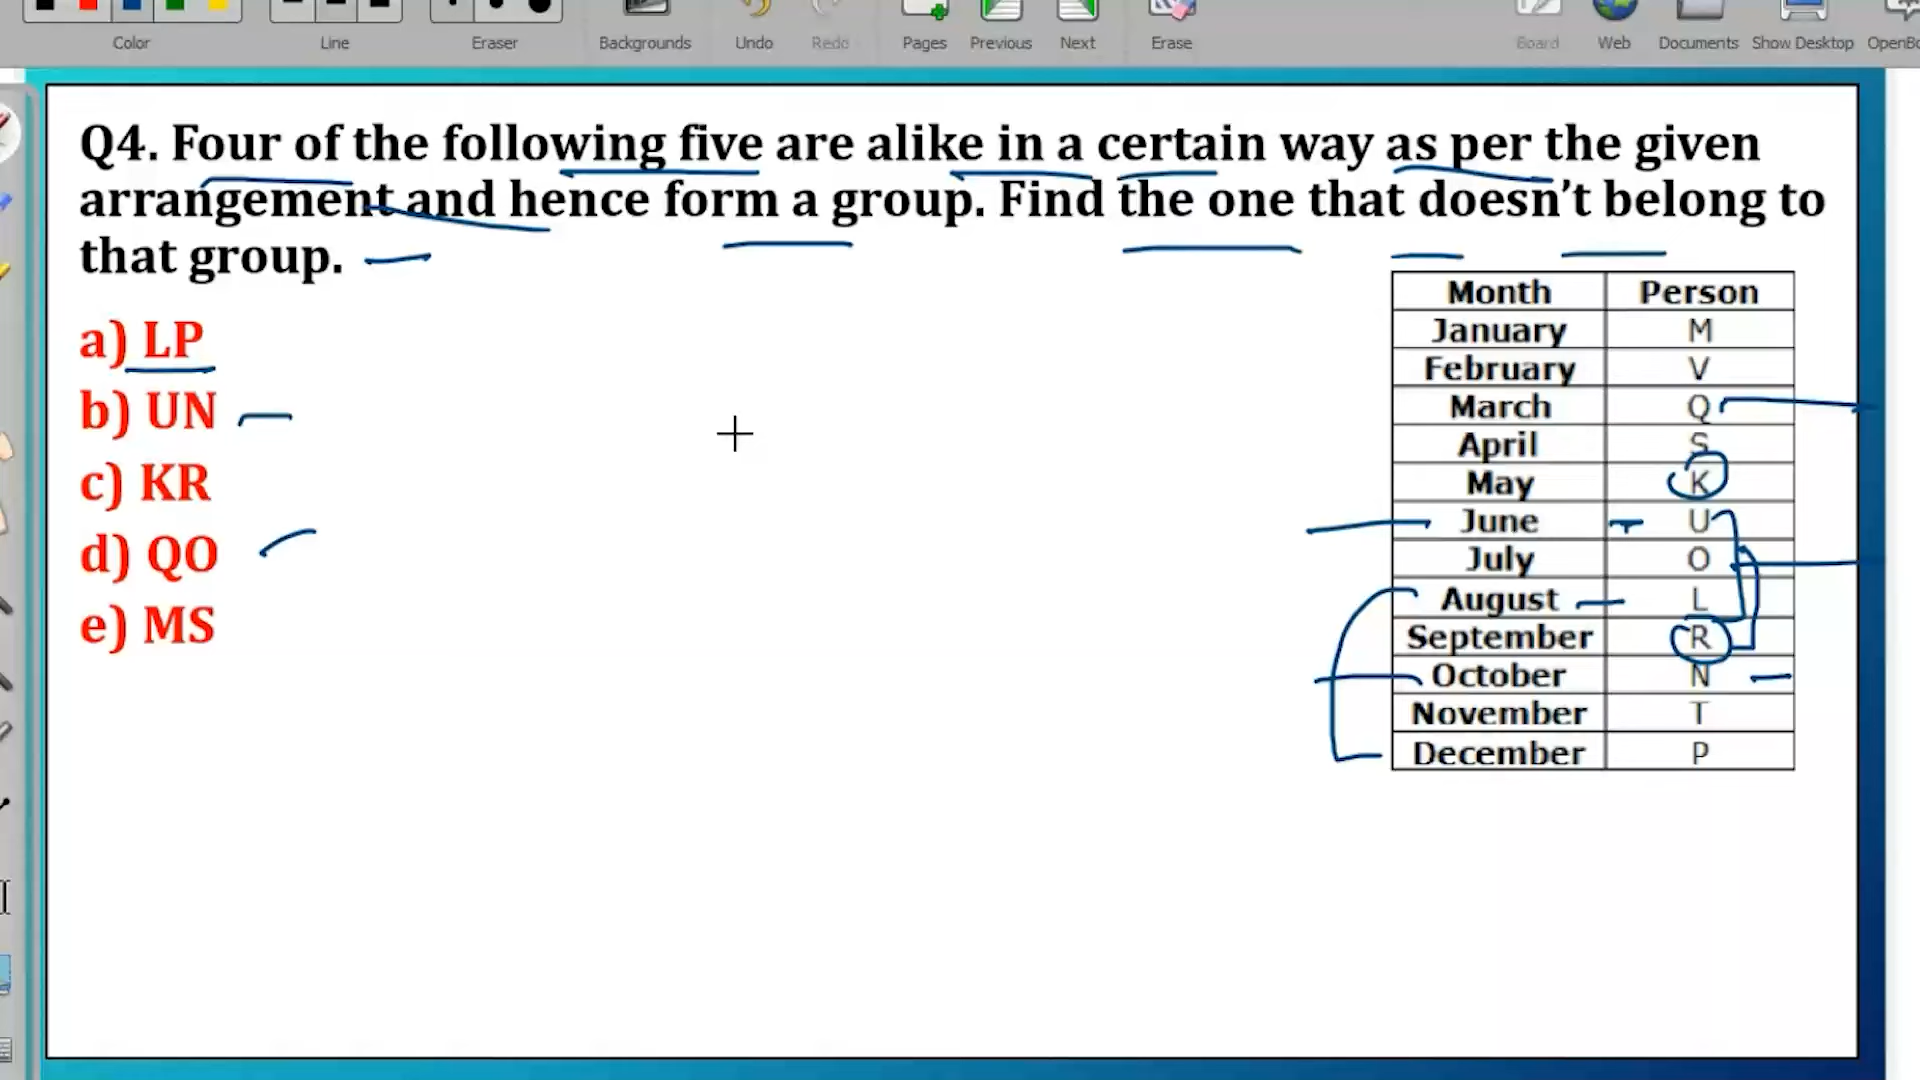 Color Line Eraser Backgrounds Undo Redo Pages Previous Next Erase Board Web Documents Show Desktop
Q4. Four of the following five are alike in a certain way as per the given
arrangement and hence form a group. Find the one that doesn't belong to
that group.
a) LP
b) UN
c) KR
d) QO
e) MS
Month Person
January M
February V
March Q
April S
May K
June U
July O
August L
September R
October N
November T
December P